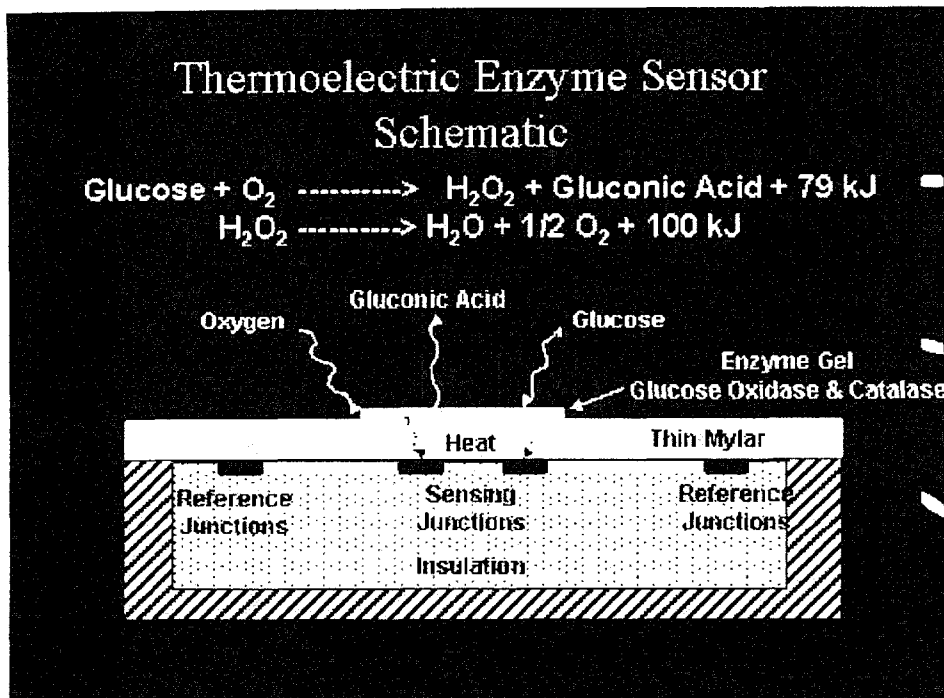 Thermoelectric Enzyme Sensor
Schematic
Glucose + O₂ ----------> H₂O₂ + Gluconic Acid + 79 kJ
H₂O₂ ----------> H₂O + 1/2 O₂ + 100 kJ
Gluconic Acid
Oxygen
Glucose
Enzyme Gel
Glucose Oxidase & Catalase
Heat
Thin Mylar
Reference
Junctions
Sensing
Junctions
Reference
Junctions
Insulation